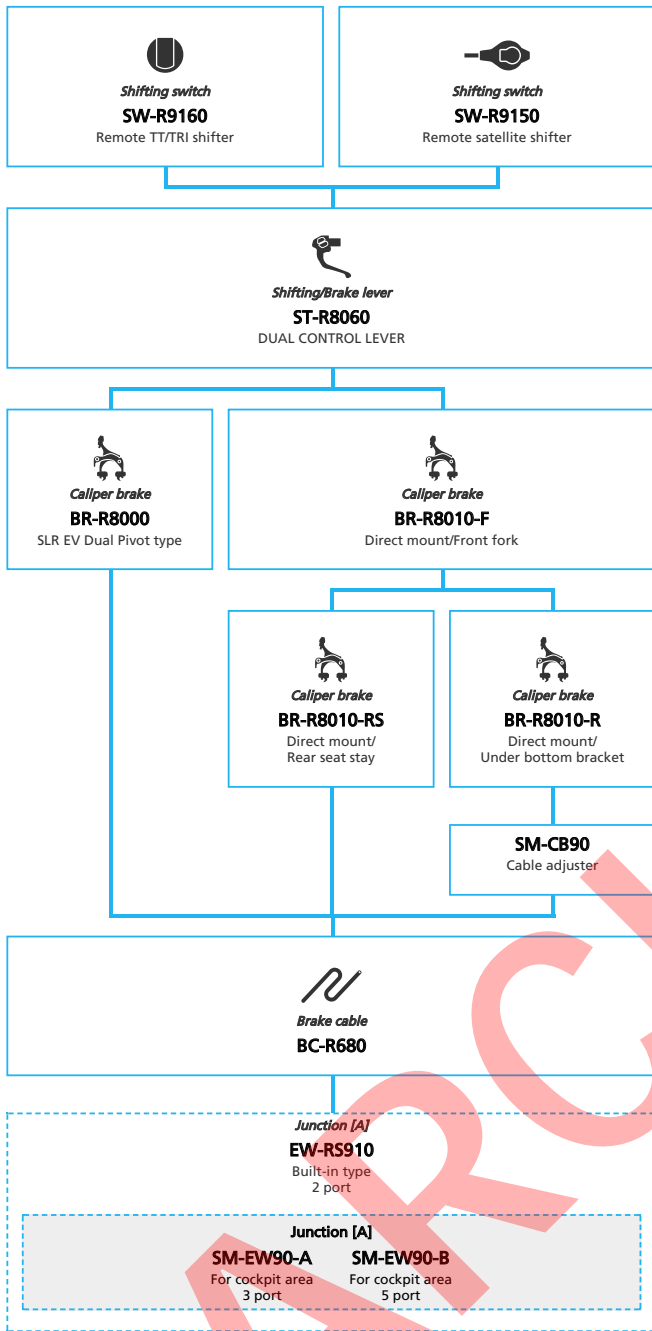 Shifting switch
SW-R9160
Remote TT/TRI shifter
Shifting switch
SW-R9150
Remote satellite shifter
Shifting/Brake lever
ST-R8060
DUAL CONTROL LEVER
Caliper brake
BR-R8000
SLR EV Dual Pivot type
Caliper brake
BR-R8010-F
Direct mount/Front fork
Caliper brake
BR-R8010-RS
Direct mount/
Rear seat stay
Caliper brake
BR-R8010-R
Direct mount/
Under bottom bracket
SM-CB90
Cable adjuster
Brake cable
BC-R680
Junction [A]
EW-RS910
Built-in type
2 port
Junction [A]
SM-EW90-A
For cockpit area
3 port
SM-EW90-B
For cockpit area
5 port